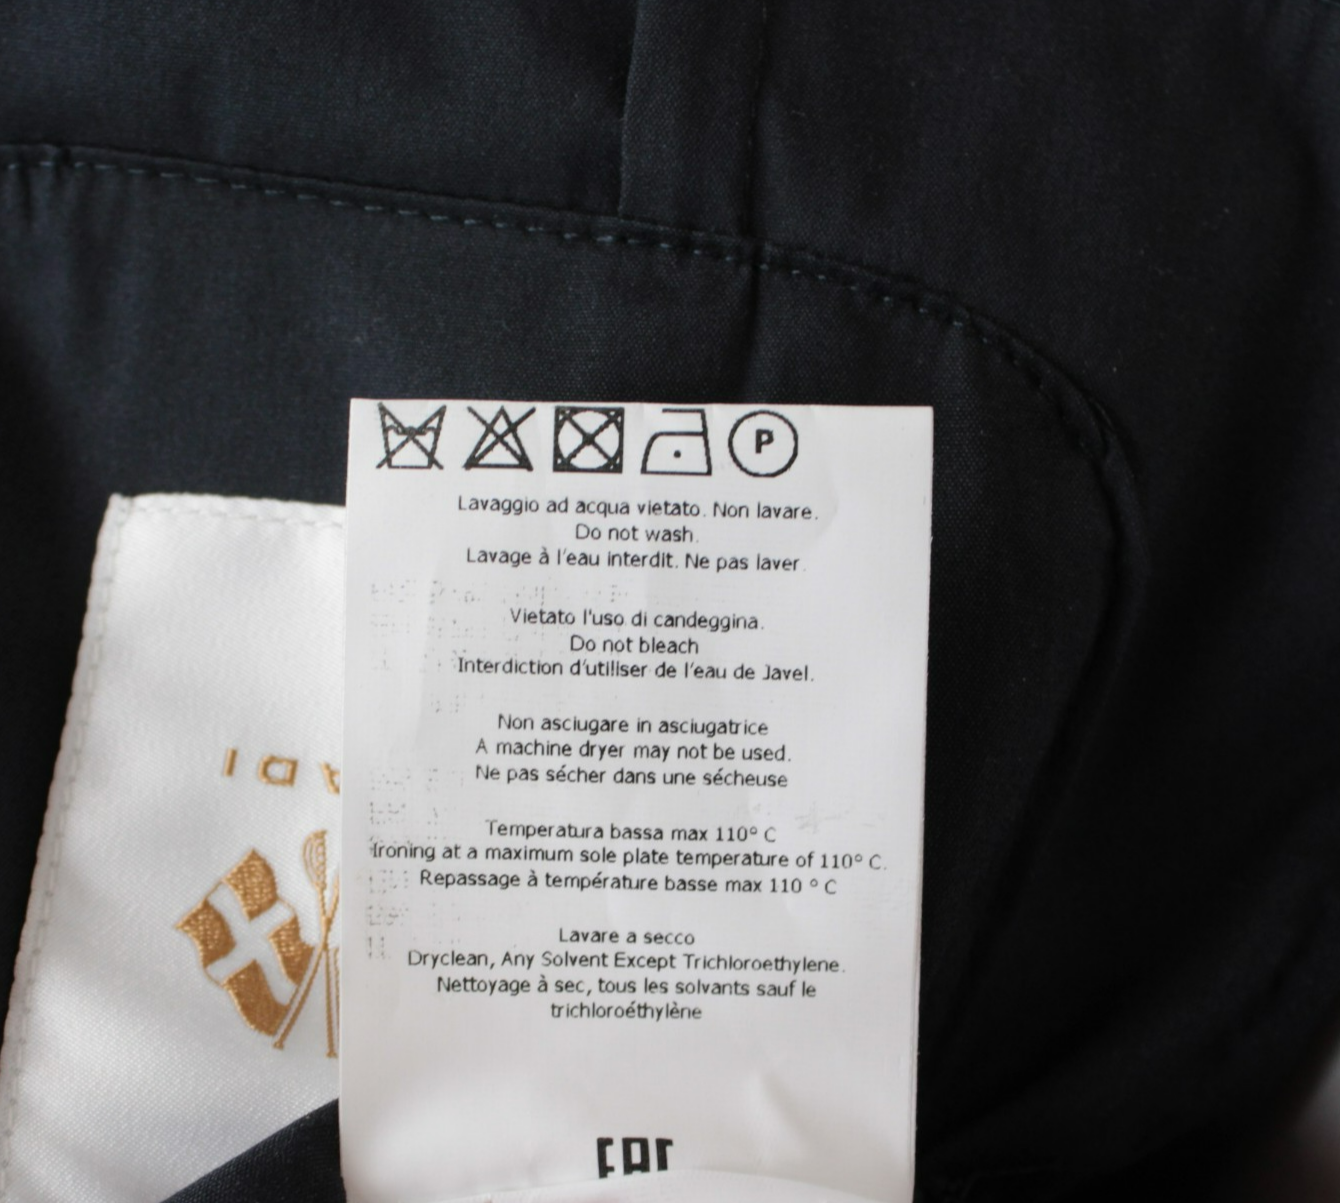 P
Lavaggio ad acqua vietato. Non lavare.
Do not wash.
Lavage à l'eau interdit. Ne pas laver.
Vietato l'uso di candeggina.
Do not bleach
Interdiction d'utiliser de l'eau de Javel.
Non asciugare in asciugatrice
A machine dryer may not be used.
Ne pas sécher dans une sécheuse
Temperatura bassa max 110° C
Ironing at a maximum sole plate temperature of 110° C.
Repassage à température basse max 110 ° C
Lavare a secco
Dryclean, Any Solvent Except Trichloroethylene.
Nettoyage à sec, tous les solvants sauf le
trichloroéthylène
EAC